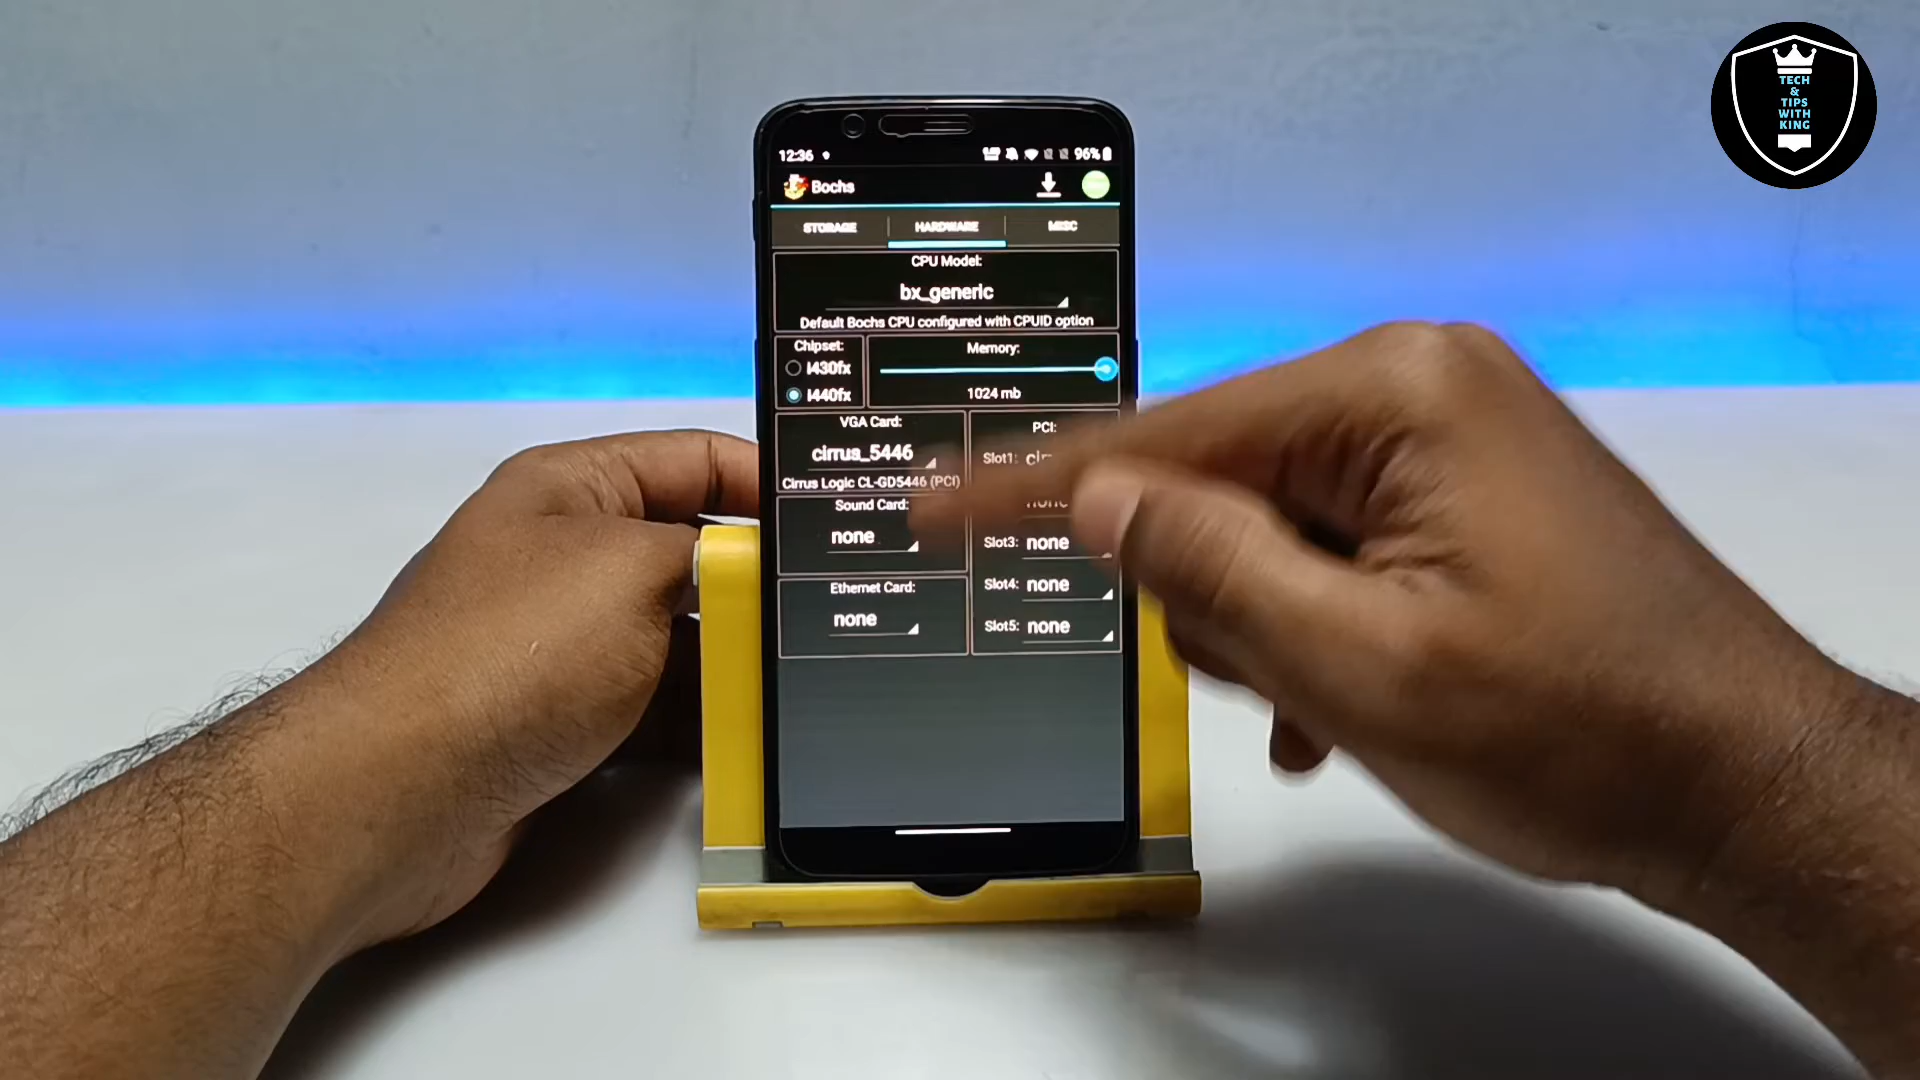 TECH
&
TIPS
WITH
KING
12:36
96%
Bochs
STORAGE
HARDWARE
MISC
CPU Model:
bx_generic
Default Bochs CPU configured with CPUID option
Chipset:
i430fx
i440fx
Memory:
1024 mb
VGA Card:
cirrus_5446
Cirrus Logic CL-GD5446 (PCI)
Sound Card:
none
Ethernet Card:
none
PCI:
Slot1:
Slot3: none
Slot4: none
Slot5: none